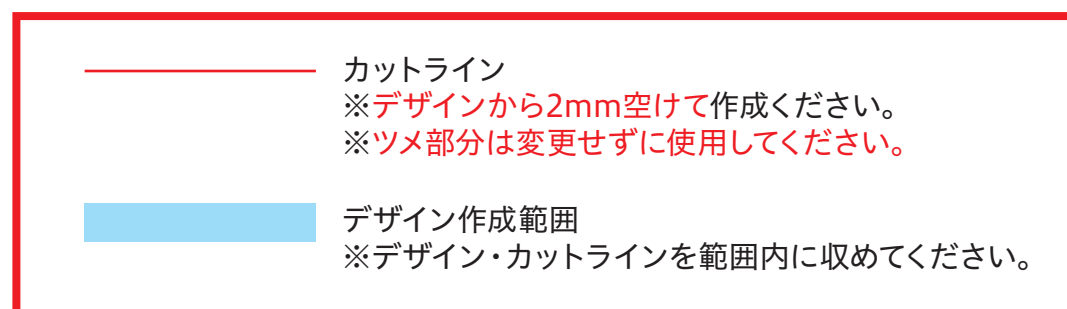 カットライン
※デザインから2mm空けて作成ください。
※ツメ部分は変更せずに使用してください。
デザイン作成範囲
※デザイン・カットラインを範囲内に収めてください。